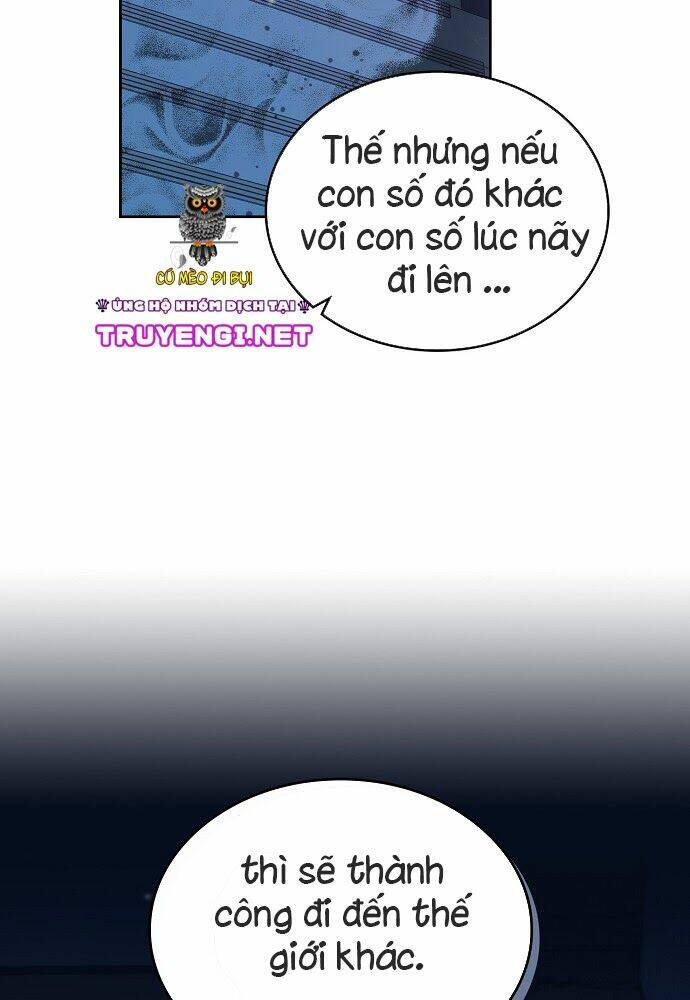 Thế nhưng nếu
con số đó khác
với con số lúc nãy
đi lên ...
CÚ MÈO ĐI BỤI
ỦNG HỘ NHÓM DỊCH TẠI
TRUYENGI.NET
thì sẽ thành
công đi đến thế
giới khác.